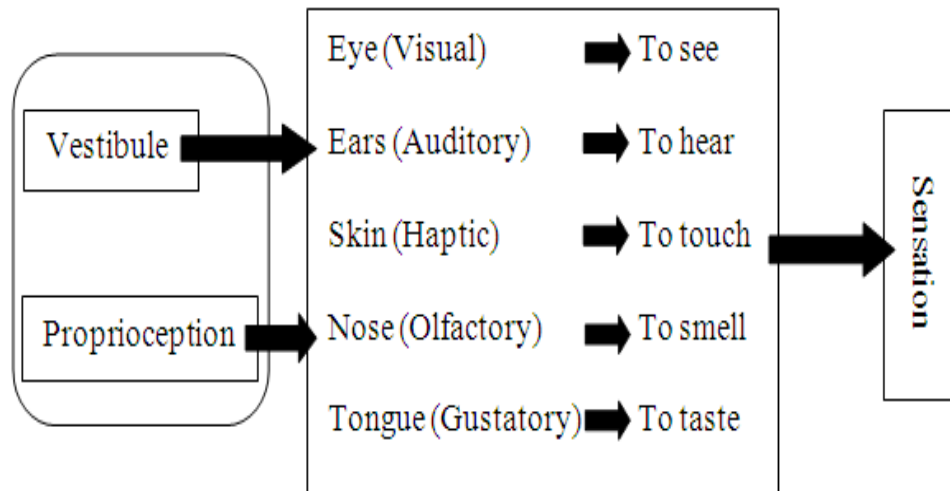 Eye (Visual) To see
Vestibule Ears (Auditory) To hear
Skin (Haptic) To touch
Proprioception Nose (Olfactory) To smell
Tongue (Gustatory) To taste
Sensation